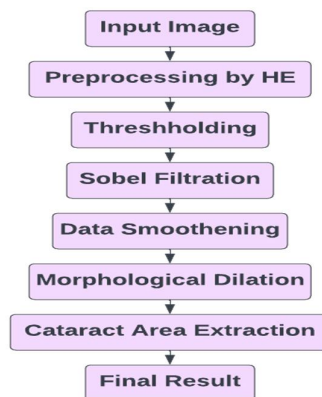 Input Image
Preprocessing by HE
Threshholding
Sobel Filtration
Data Smoothening
Morphological Dilation
Cataract Area Extraction
Final Result